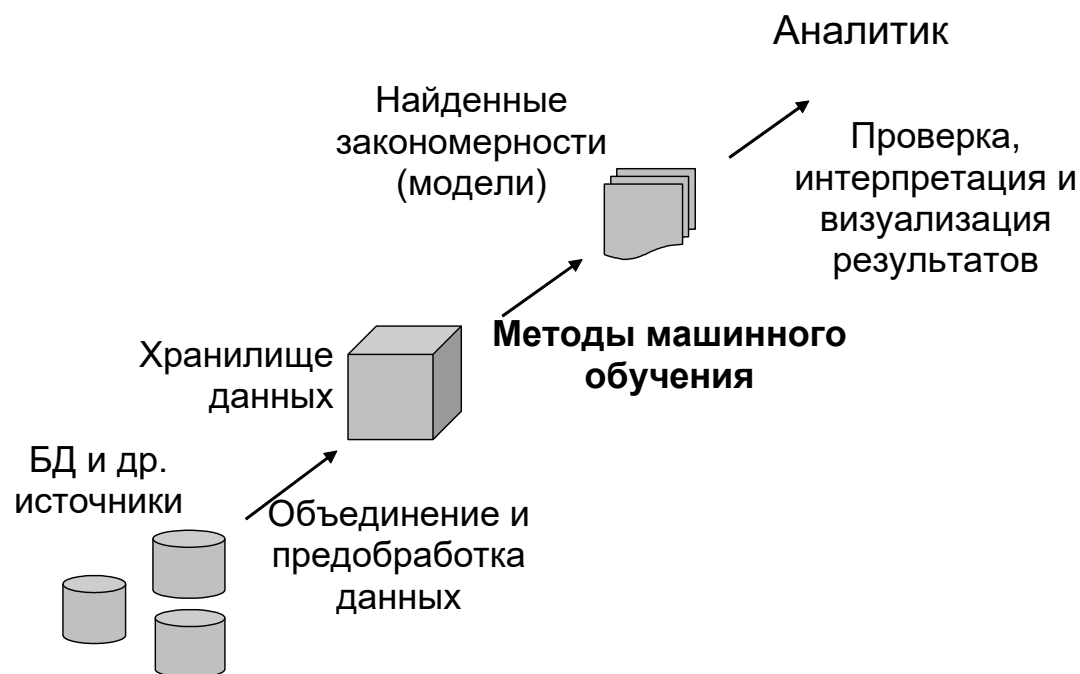 Аналитик
Найденные
закономерности
(модели)
Проверка,
интерпретация и
визуализация
результатов
Методы машинного
обучения
Хранилище
данных
БД и др.
источники
Объединение и
предобработка
данных